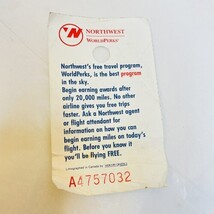 NORTHWEST
WORLDPERKS
Northwest's free travel program,
WorldPerks, is the best program
in the sky.
Begin earning awards after
only 20,000 miles. No other
airline gives you free trips
faster. Ask a Northwest agent
or flight attendant for
information on how you can
begin earning miles on today's
flight. Before you know it
you'll be flying FREE.
A4757032